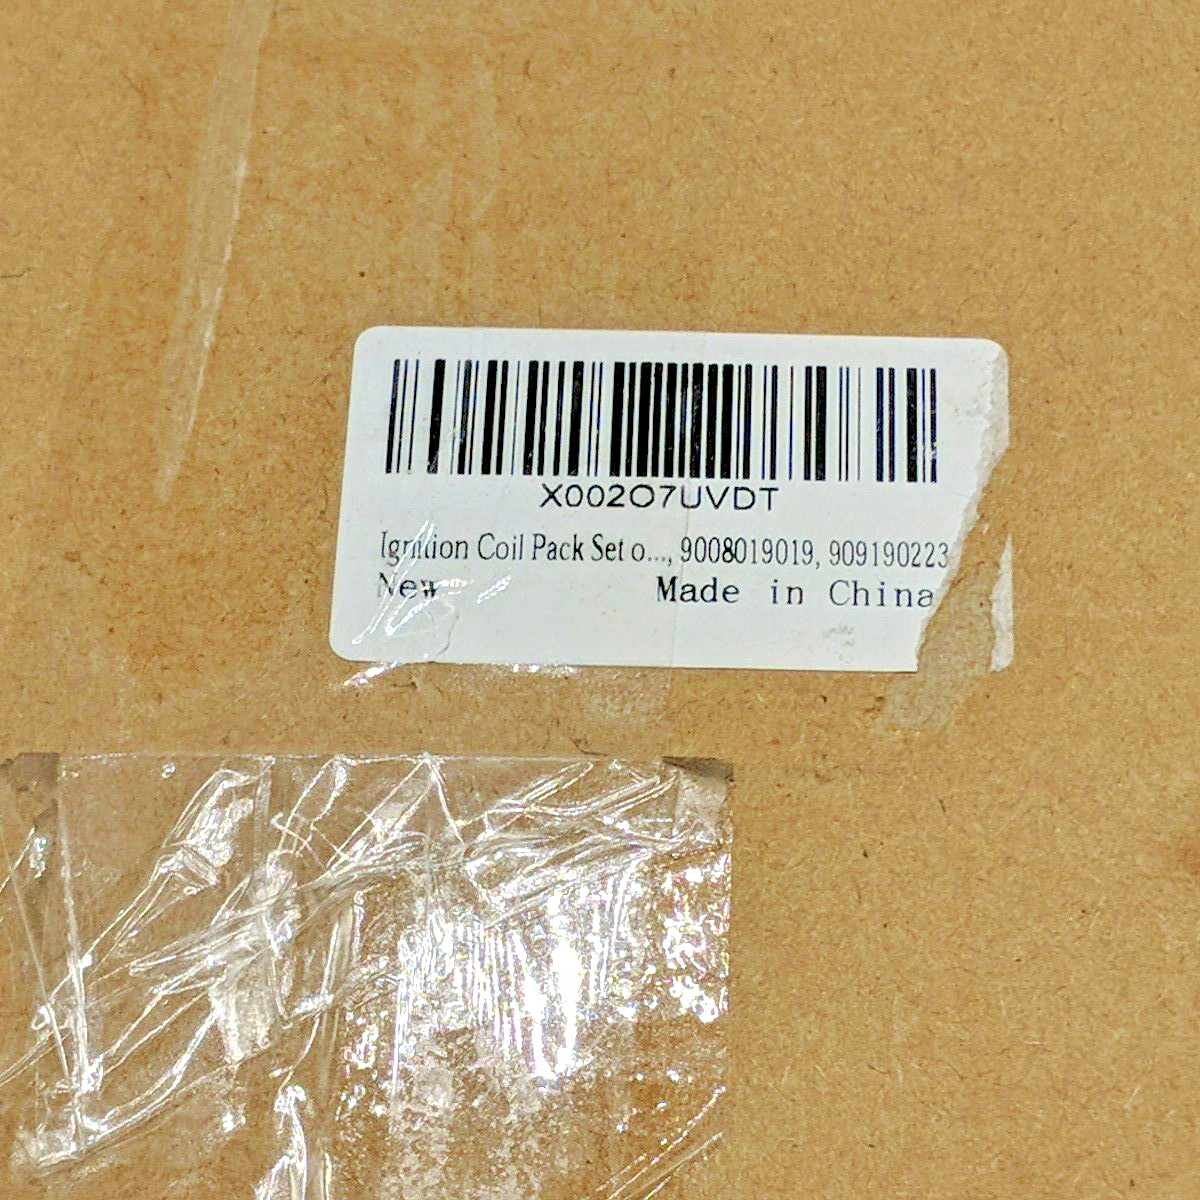 X002O7UVDT
Ignition Coil Pack Set o..., 9008019019, 909190223
New Made in China